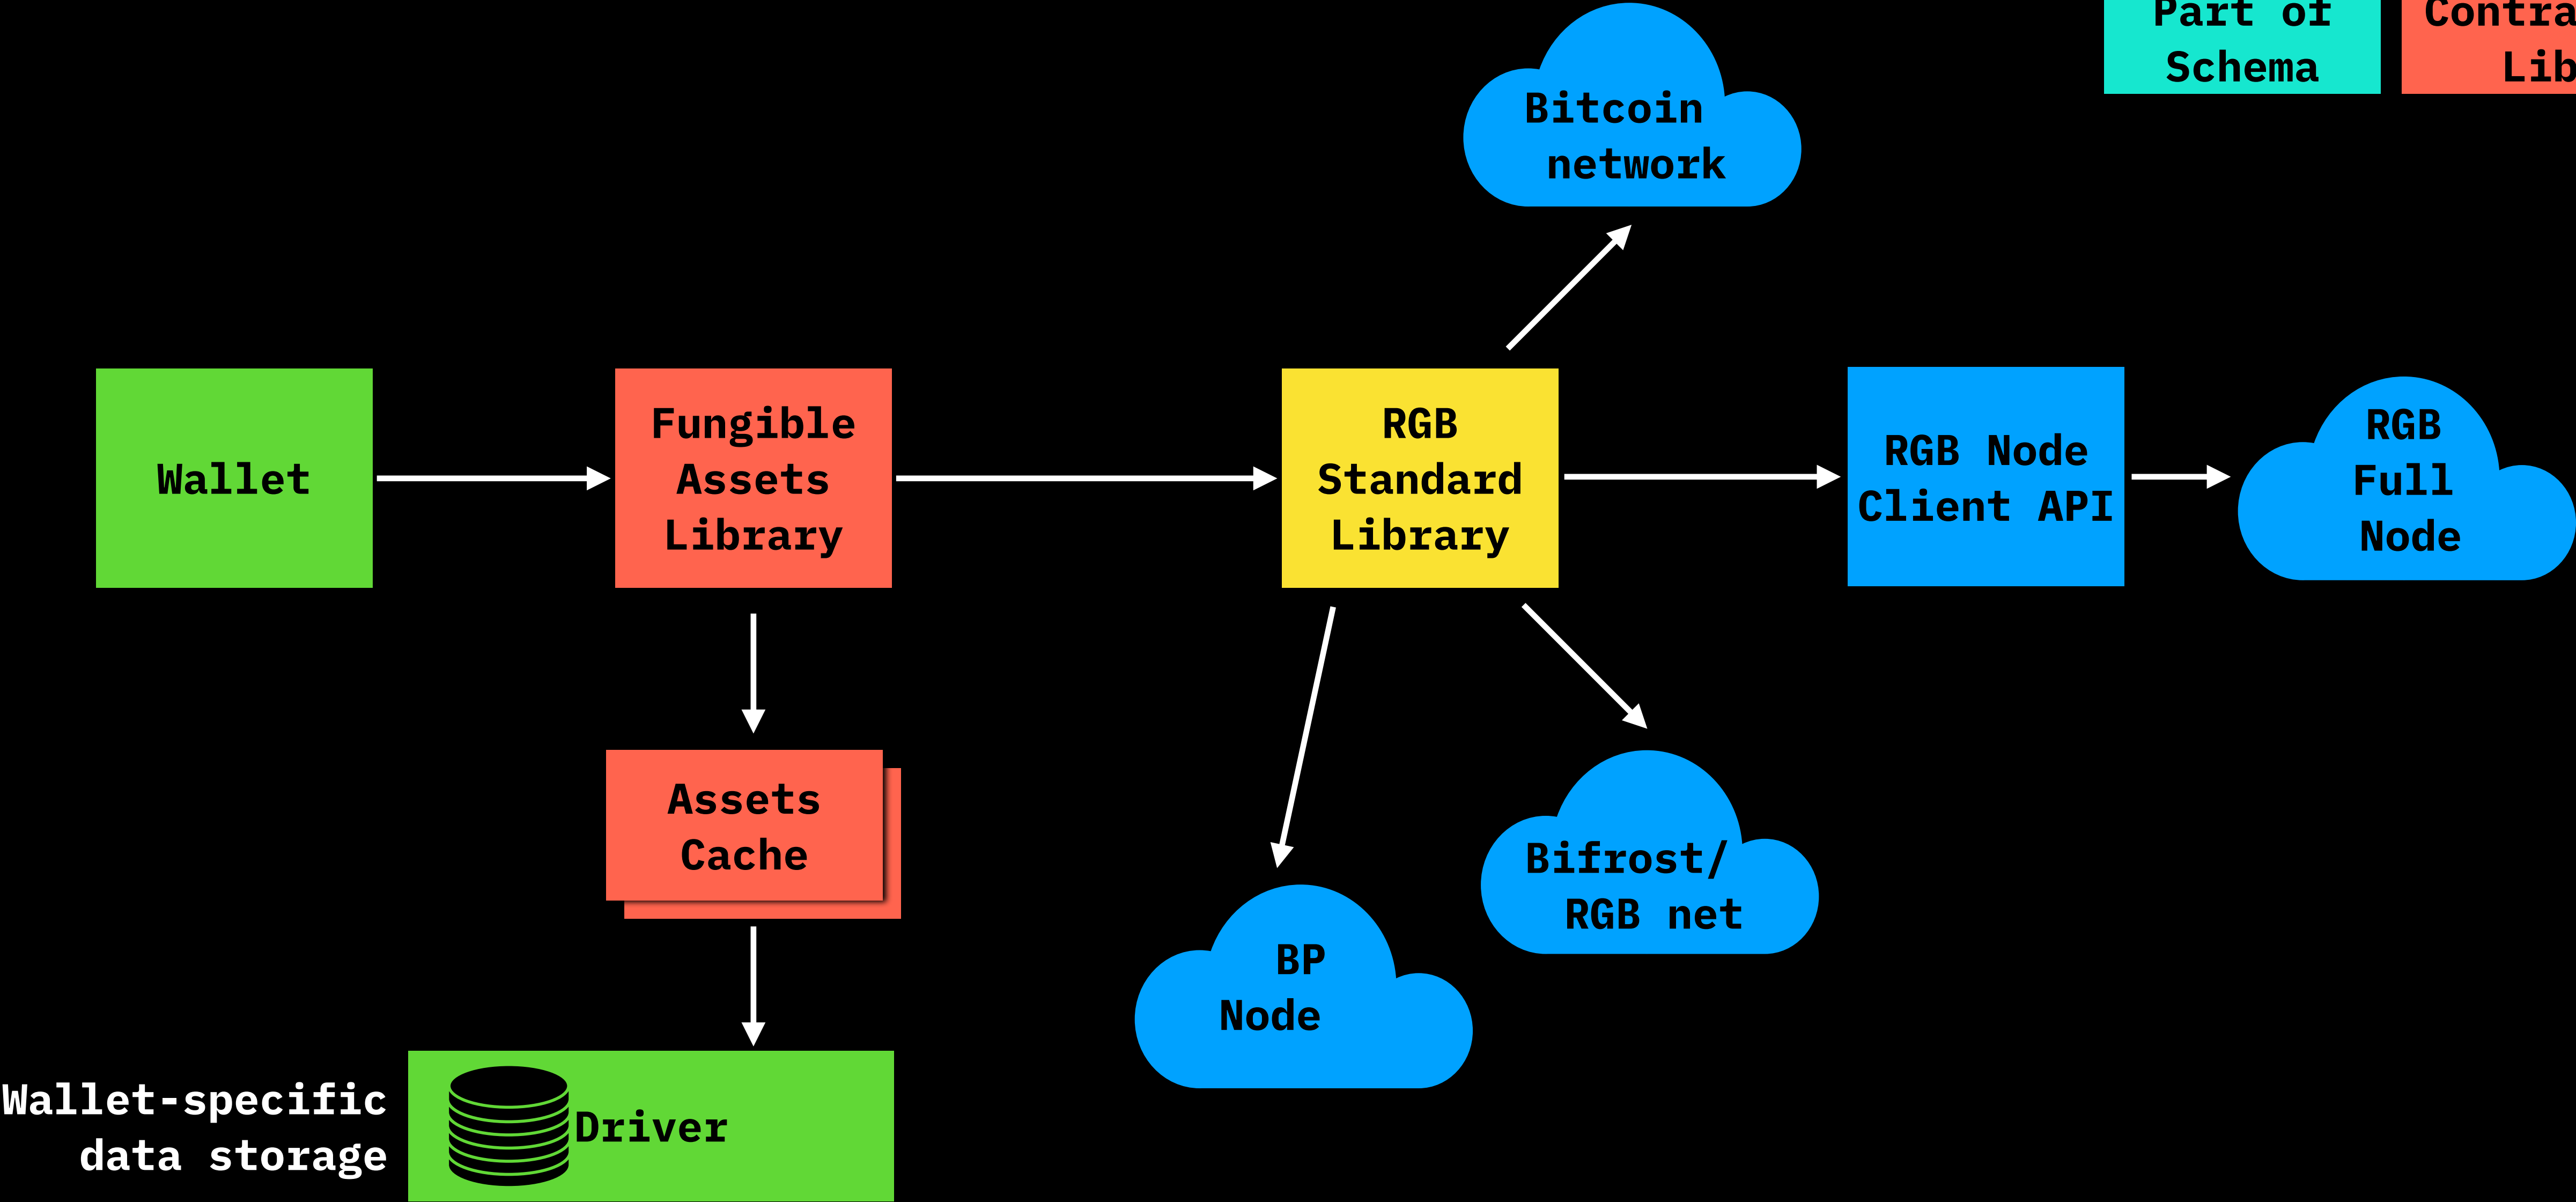 Part of
Schema
Bitcoin
network
Wallet
Fungible
Assets
Library
RGB
Standard
Library
RGB Node
Client API
RGB
Full
Node
Assets
Cache
Bifrost/
RGB net
BP
Node
Wallet-specific
data storage
Driver